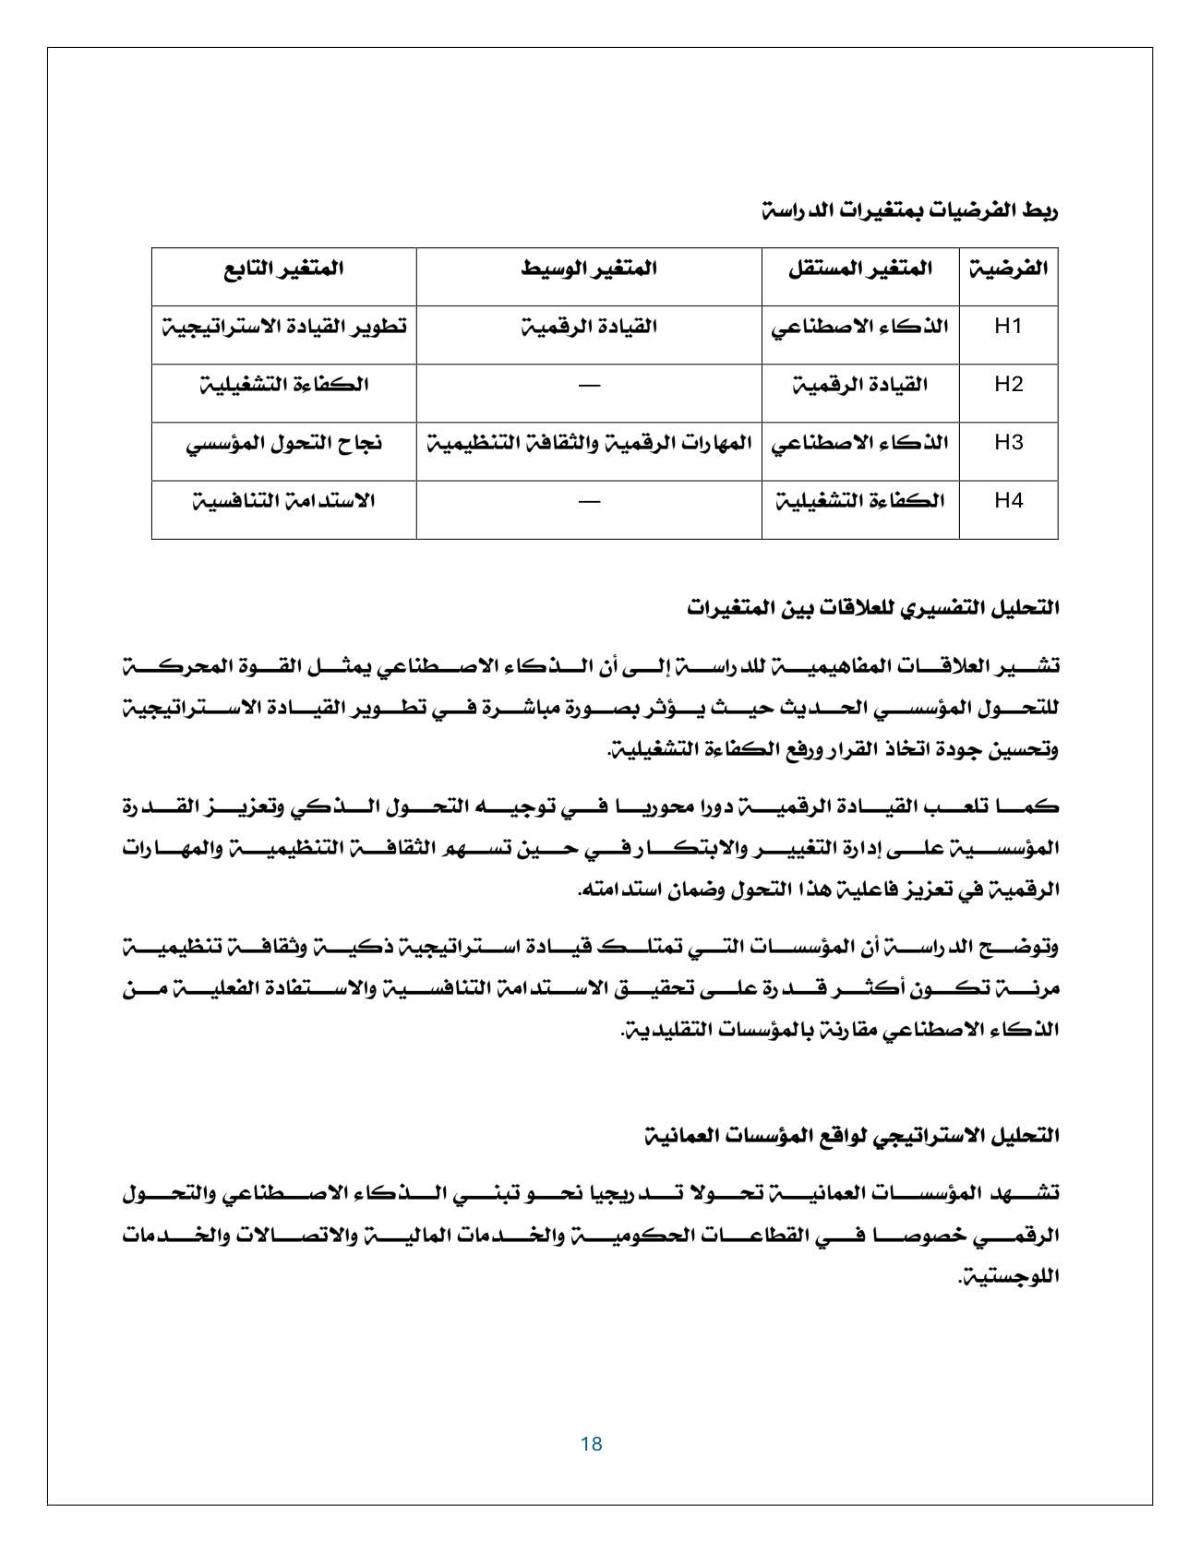 ربط الفرضيات بمتغيرات الدراسة
الفرضية المتغير المستقل المتغير الوسيط المتغير التابع
H1 الذكاء الاصطناعي القيادة الرقمية تطوير القيادة الاستراتيجية
H2 القيادة الرقمية — الكفاءة التشغيلية
H3 الذكاء الاصطناعي المهارات الرقمية والثقافة التنظيمية نجاح التحول المؤسسي
H4 الكفاءة التشغيلية — الاستدامة التنافسية
التحليل التفسيري للعلاقات بين المتغيرات
تشير العلاقات المفاهيمية للدراسة إلى أن الذكاء الاصطناعي يمثل القوة المحركة
للتحول المؤسسي الحديث حيث يؤثر بصورة مباشرة في تطوير القيادة الاستراتيجية
وتحسين جودة اتخاذ القرار ورفع الكفاءة التشغيلية.
كما تلعب القيادة الرقمية دورا محوريا في توجيه التحول الذكي وتعزيز القدرة
المؤسسية على إدارة التغيير والابتكار في حين تسهم الثقافة التنظيمية والمهارات
الرقمية في تعزيز فاعلية هذا التحول وضمان استدامته.
وتوضح الدراسة أن المؤسسات التي تمتلك قيادة استراتيجية ذكية وثقافة تنظيمية
مرنة تكون أكثر قدرة على تحقيق الاستدامة التنافسية والاستفادة الفعلية من
الذكاء الاصطناعي مقارنة بالمؤسسات التقليدية.
التحليل الاستراتيجي لواقع المؤسسات العمانية
تشهد المؤسسات العمانية تحولا تدريجيا نحو تبني الذكاء الاصطناعي والتحول
الرقمي خصوصا في القطاعات الحكومية والخدمات المالية والاتصالات والخدمات
اللوجستية.
18